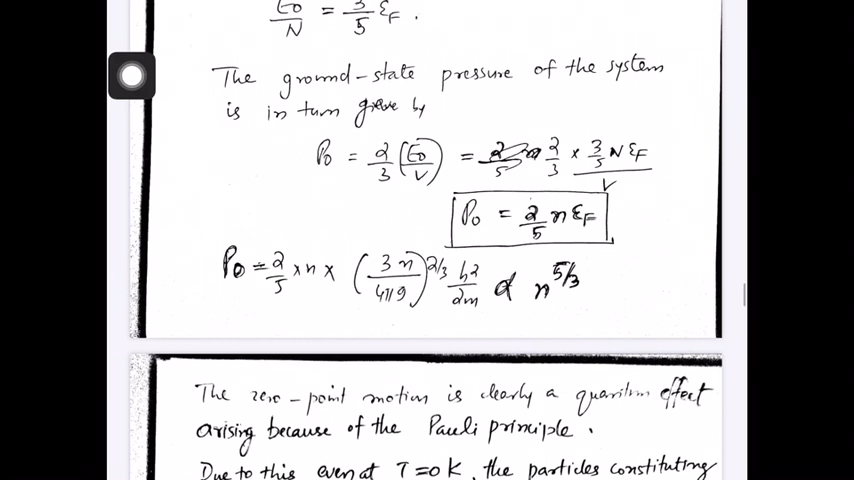 E₀/N = 3/5 ε_F .
The ground-state pressure of the system
is in turn given by
P₀ = 2/3 (E₀/V) = 2/3 × 3/5 N ε_F / V
P₀ = 2/5 n ε_F
P₀ = 2/5 × n × (3n/4πg)^2/3 h²/2m α n^5/3
The zero-point motion is clearly a quantum effect
arising because of the Pauli principle .
Due to this even at T = 0 K, the particles constituting